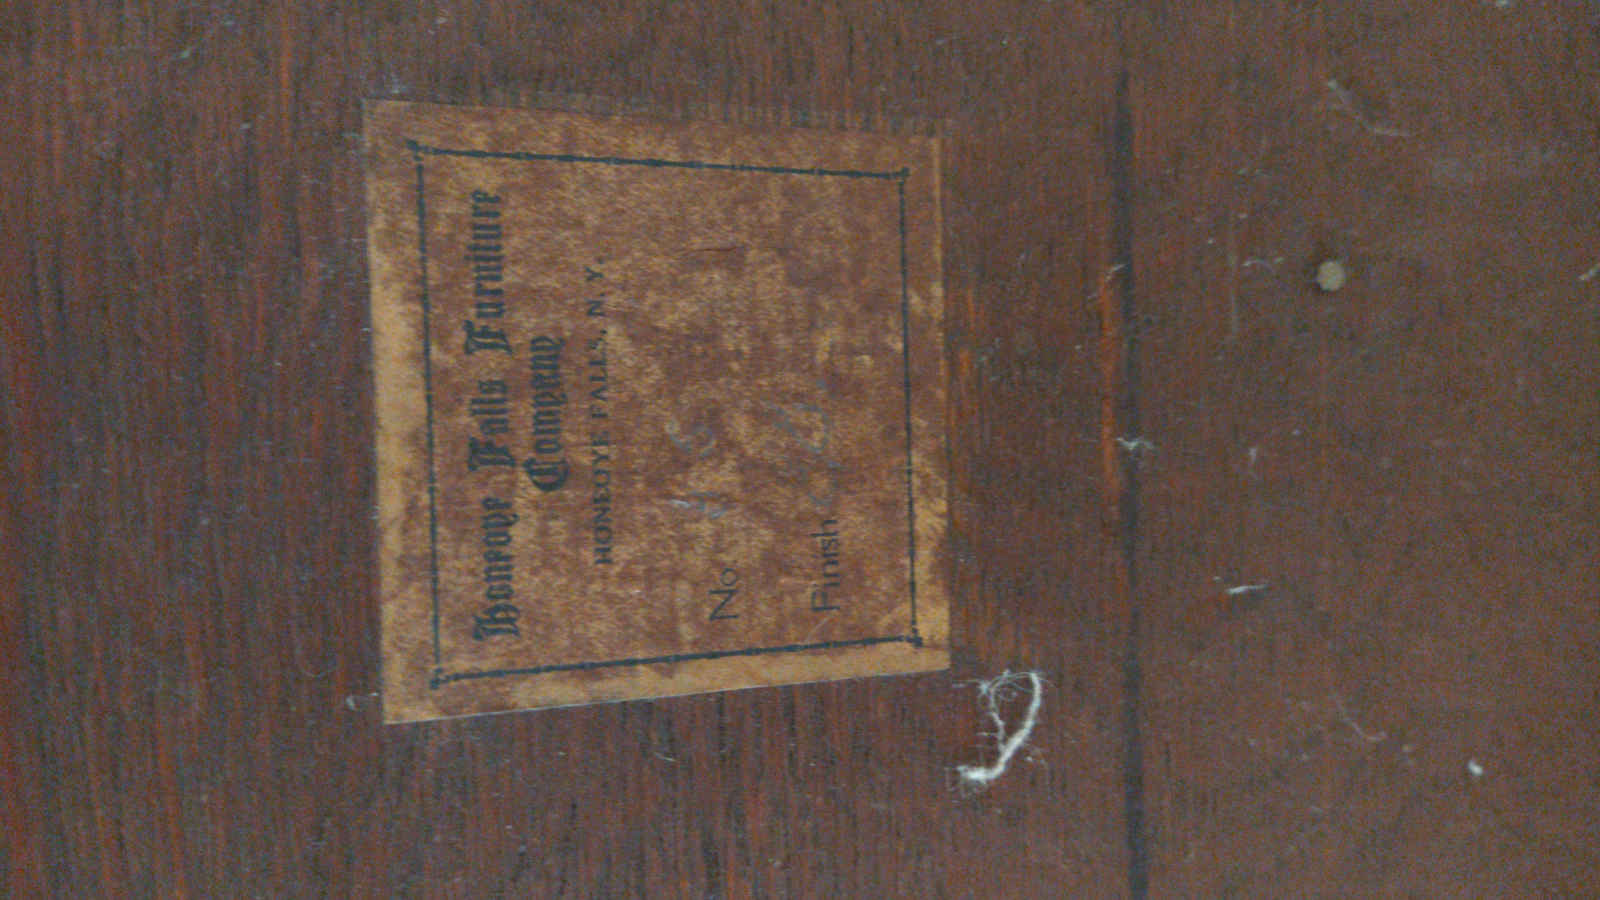 Honeoye Falls Furniture
Company
HONEOYE FALLS, N. Y.
No.
Finish